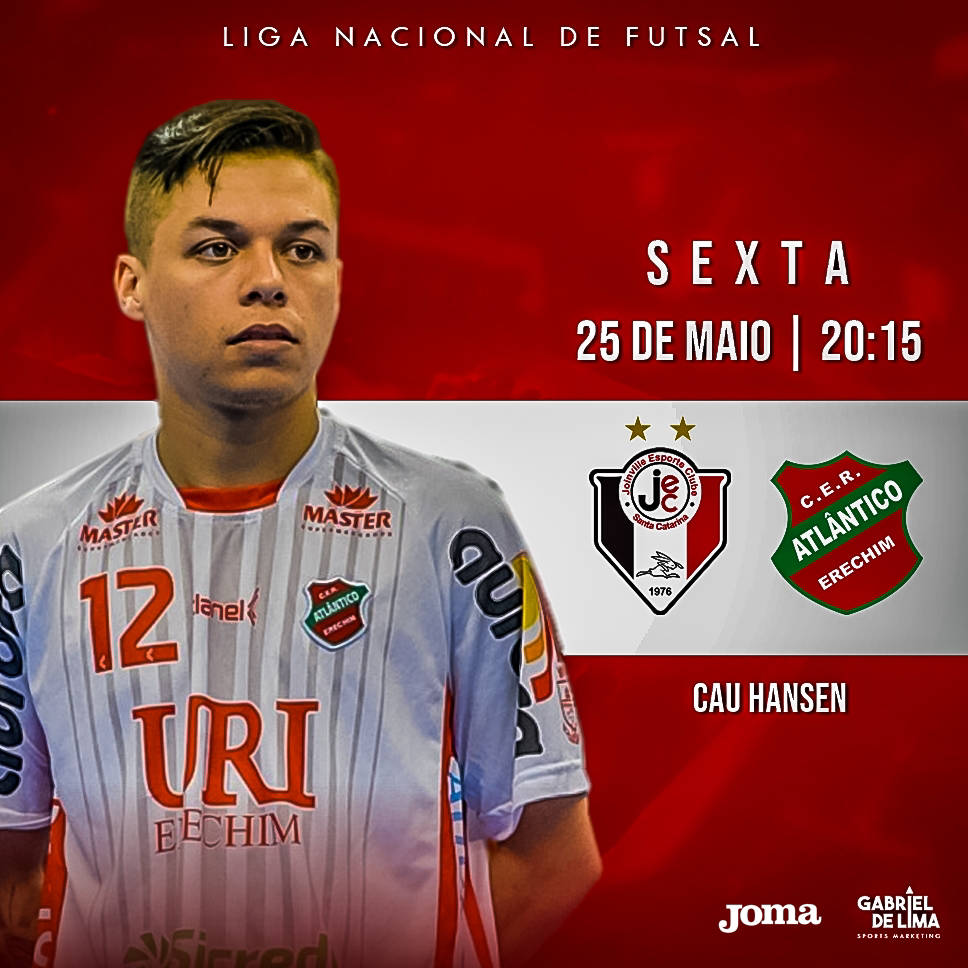 LIGA NACIONAL DE FUTSAL
SEXTA
25 DE MAIO | 20:15
Joinville Esporte Clube
jec
Santa Catarina
1976
C.E.R.
ATLÂNTICO
ERECHIM
CAU HANSEN
MASTER
MASTER
12
C.E.R.
ATLÂNTICO
ERECHIM
URI
ERECHIM
Sicred
Joma
GABRIEL
DE LIMA
SPORTS MARKETING